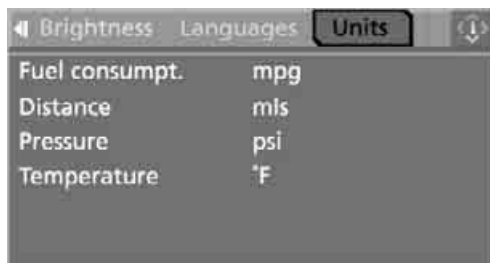 Brightness Languages Units
Fuel consumpt. mpg
Distance mls
Pressure psi
Temperature °F